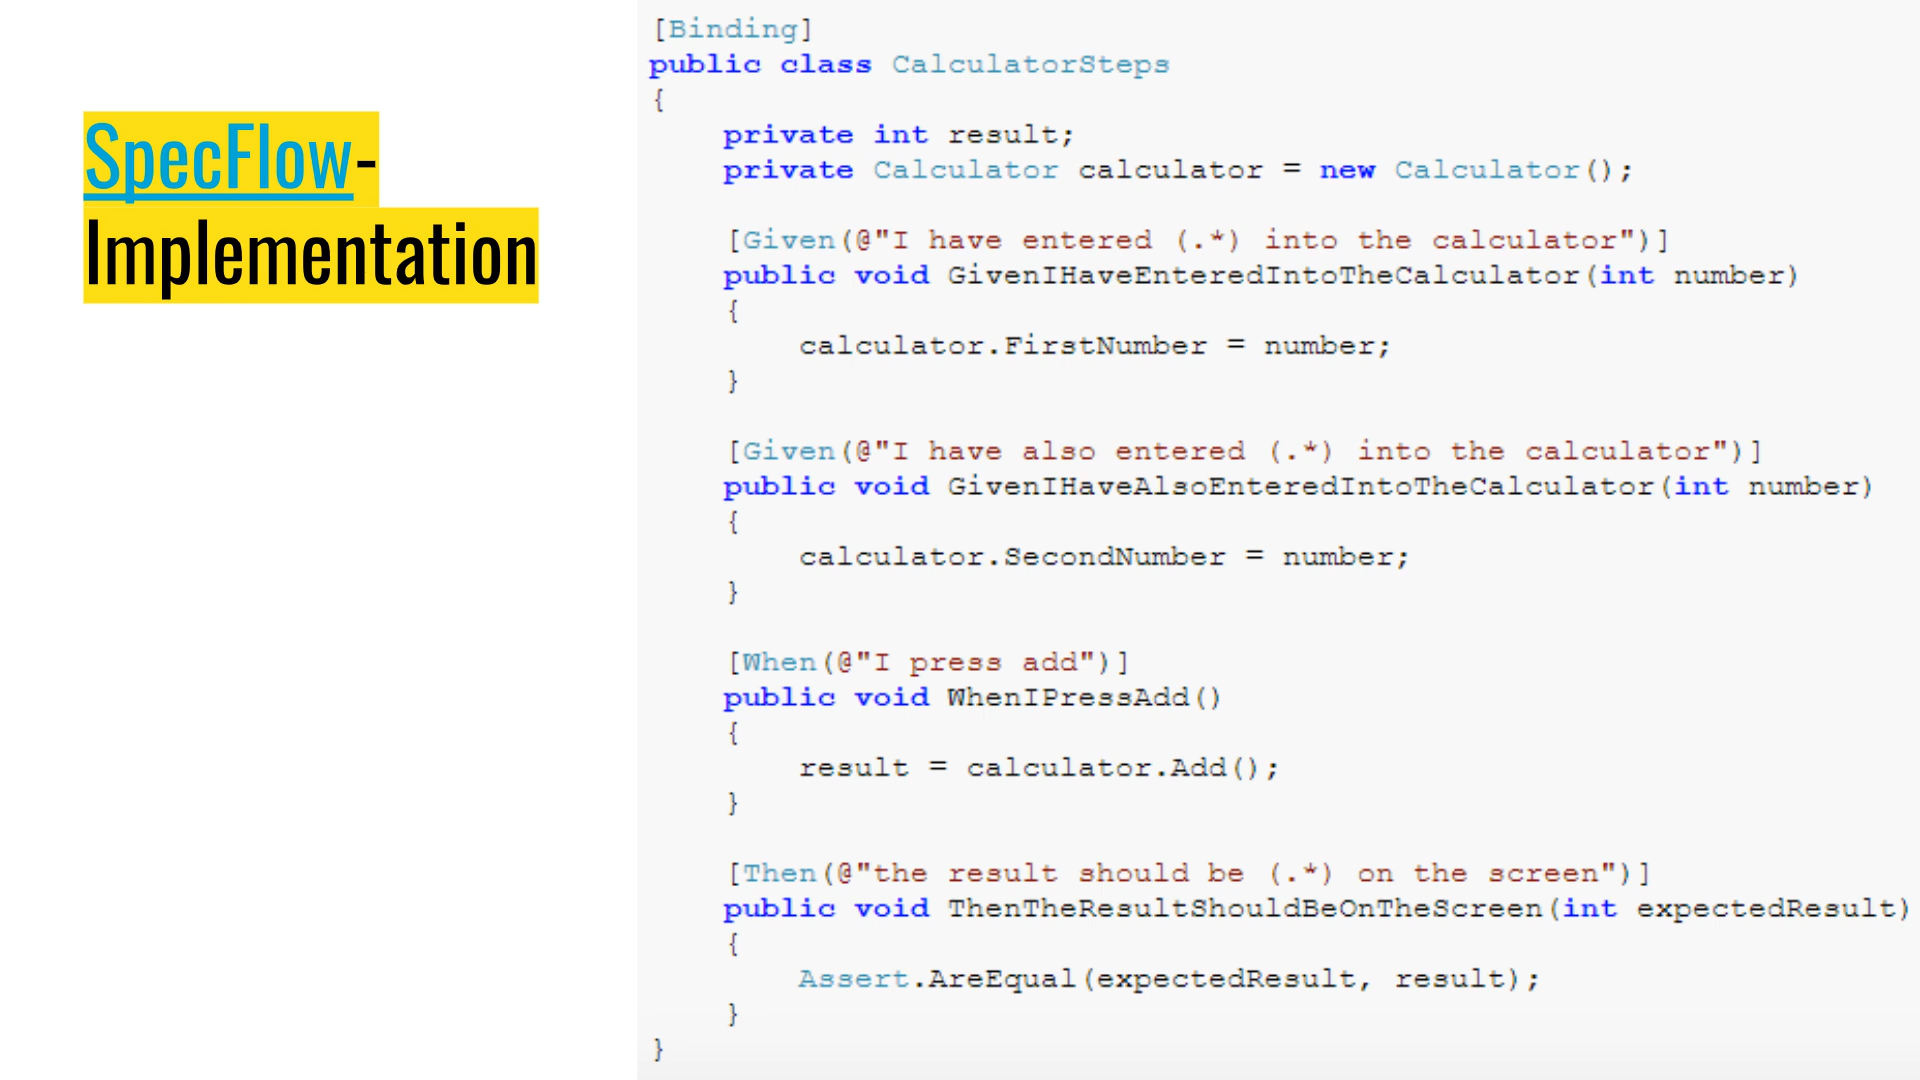 SpecFlow-
Implementation
[Binding]
public class CalculatorSteps
{
private int result;
private Calculator calculator = new Calculator();
[Given(@"I have entered (.*) into the calculator")]
public void GivenIHaveEnteredIntoTheCalculator(int number)
{
calculator.FirstNumber = number;
}
[Given(@"I have also entered (.*) into the calculator")]
public void GivenIHaveAlsoEnteredIntoTheCalculator(int number)
{
calculator.SecondNumber = number;
}
[When(@"I press add")]
public void WhenIPressAdd()
{
result = calculator.Add();
}
[Then(@"the result should be (.*) on the screen")]
public void ThenTheResultShouldBeOnTheScreen(int expectedResult)
{
Assert.AreEqual(expectedResult, result);
}
}